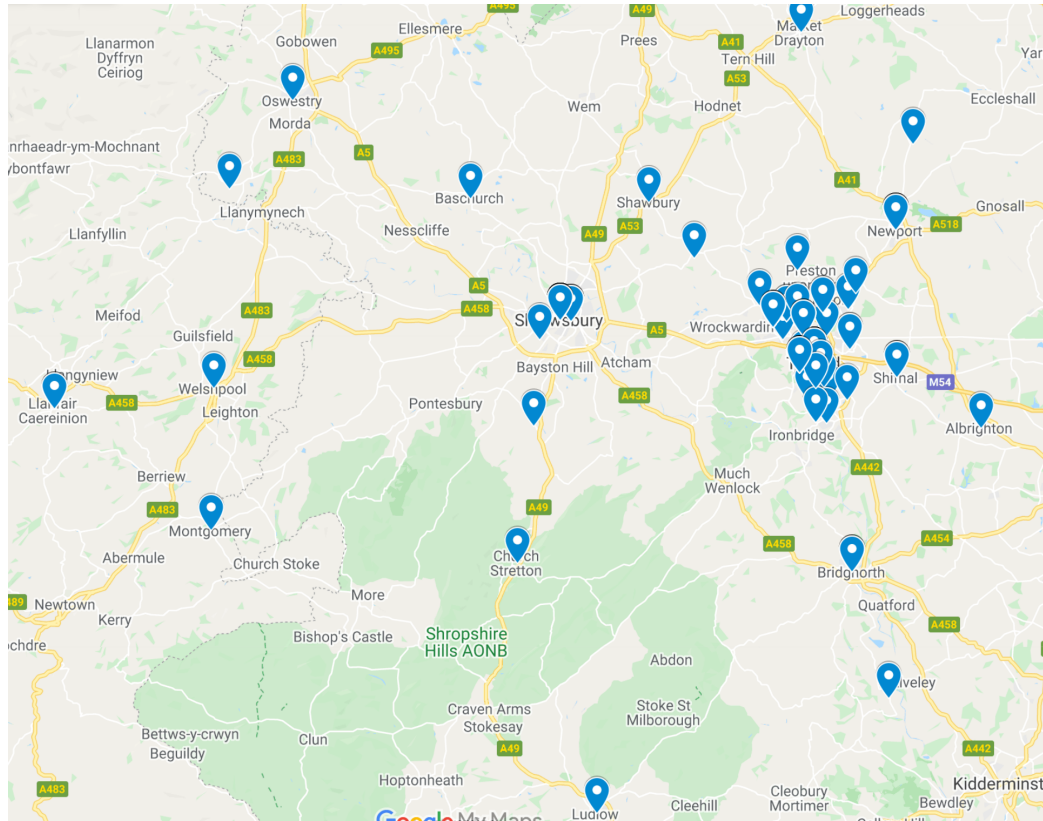 A495
A49
Loggerheads
Ellesmere
Market
Drayton
Llanarmon
Dyffryn
Ceiriog
Gobowen
A495
Prees
A41
Tern Hill
A53
Oswestry
Wem
Hodnet
Eccleshall
Morda
A5
A483
A41
Baschurch
Shawbury
Llanymynech
Gnosall
Llanfyllin
Nesscliffe
A49
A53
Newport
A518
Preston
A5
A483
A458
Meifod
Wrockwardin
A5
Guilsfield
A458
Bayston Hill
Atcham
Shifnal
M54
Welshpool
A458
Leighton
Caereinion
Pontesbury
A458
Albrighton
Ironbridge
A442
Berriew
Much
Wenlock
A483
A49
Montgomery
A458
A454
Abermule
Church Stoke
Church
Stretton
Bridgnorth
More
Newtown
Kerry
Quatford
A458
Bishop's Castle
Shropshire
Hills AONB
Abdon
Craven Arms
Stokesay
Stoke St
Milborough
Bettws-y-crwyn
Beguildy
Clun
A49
A442
A483
Hoptonheath
Cleobury
Mortimer
Kidderminst
Bewdley
Ludlow
Cleehill
Google My Maps